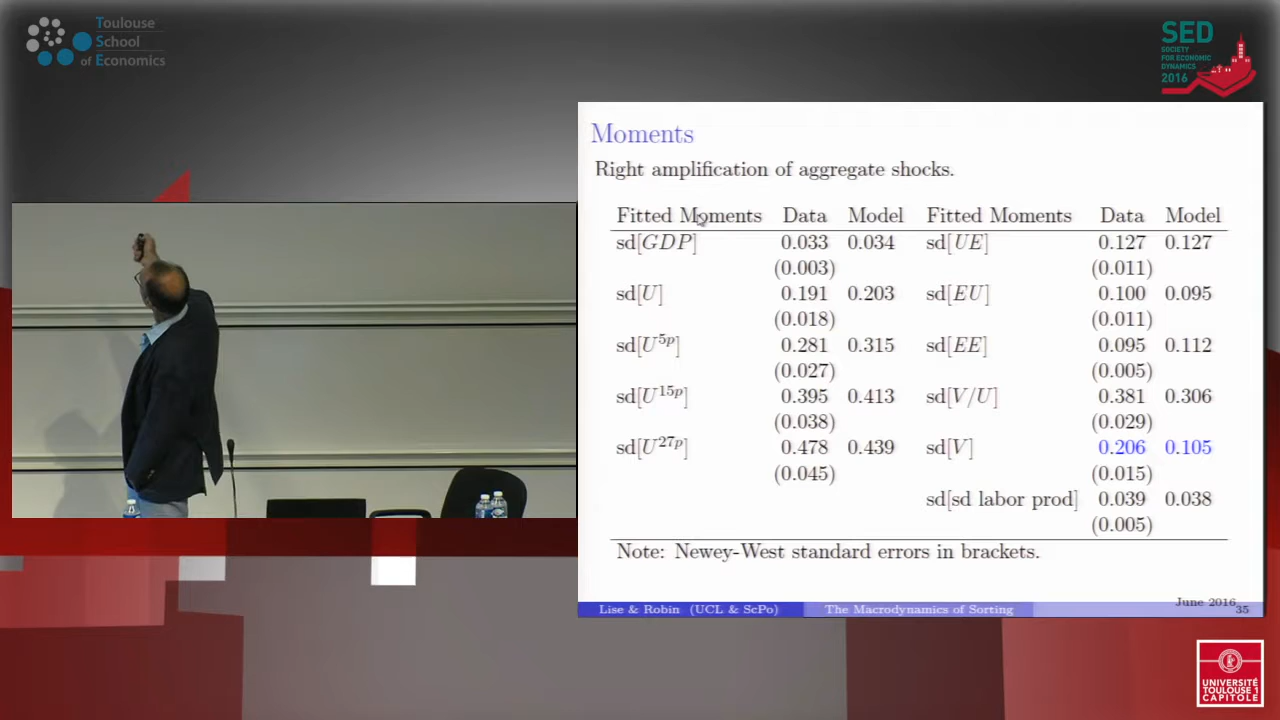 Toulouse
School
of Economics
SED
SOCIETY
FOR ECONOMIC
DYNAMICS
2016
Moments
Right amplification of aggregate shocks.
Fitted Moments Data Model Fitted Moments Data Model
sd[GDP] 0.033 0.034 sd[UE] 0.127 0.127
(0.003) (0.011)
sd[U] 0.191 0.203 sd[EU] 0.100 0.095
(0.018) (0.011)
sd[U^5p] 0.281 0.315 sd[EE] 0.095 0.112
(0.027) (0.005)
sd[U^15p] 0.395 0.413 sd[V/U] 0.381 0.306
(0.038) (0.029)
sd[U^27p] 0.478 0.439 sd[V] 0.206 0.105
(0.045) (0.015)
sd[sd labor prod] 0.039 0.038
(0.005)
Note: Newey-West standard errors in brackets.
Lise & Robin (UCL & ScPo) The Macrodynamics of Sorting June 2016 35
UNIVERSITÉ
TOULOUSE 1
CAPITOLE